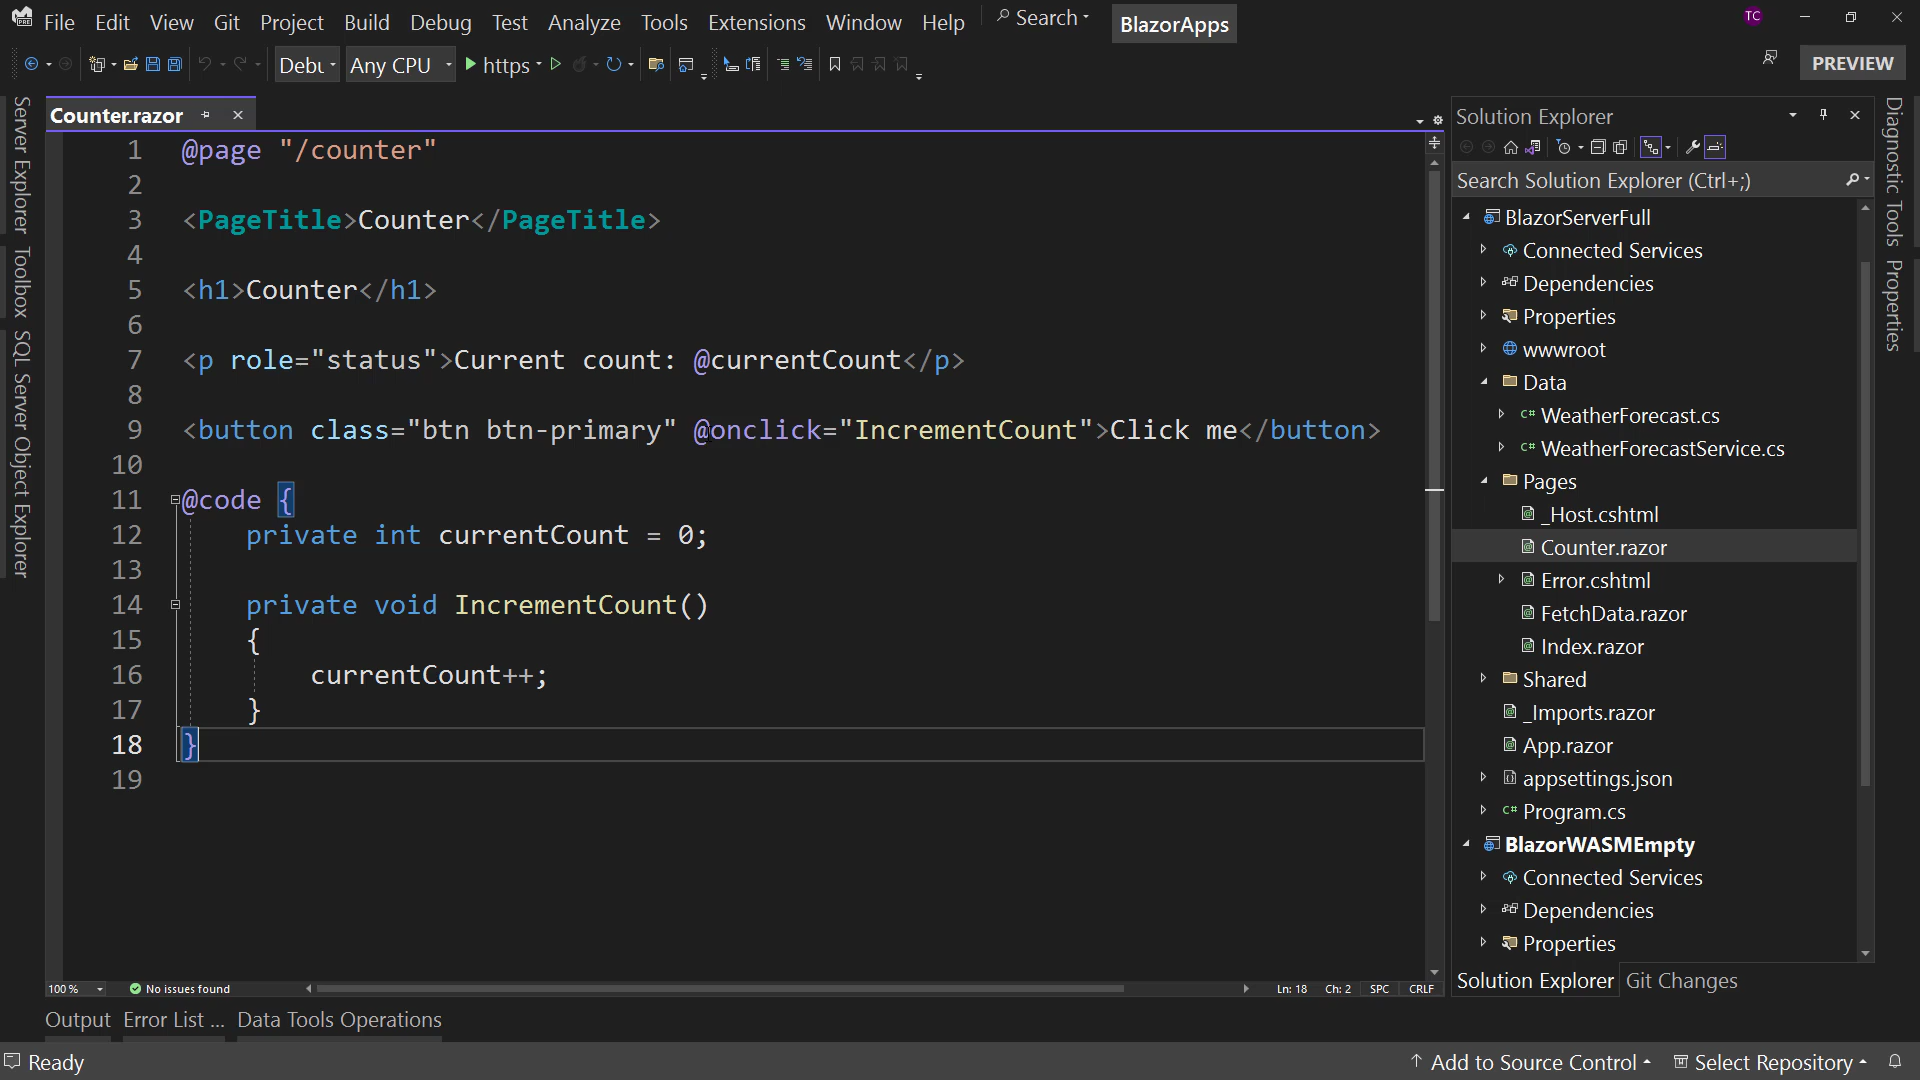 File Edit View Git Project Build Debug Test Analyze Tools Extensions Window Help Search BlazorApps TC
Debu Any CPU https PREVIEW
Server Explorer
Toolbox
SQL Server Object Explorer
Counter.razor
1 @page "/counter"
2
3 <PageTitle>Counter</PageTitle>
4
5 <h1>Counter</h1>
6
7 <p role="status">Current count: @currentCount</p>
8
9 <button class="btn btn-primary" @onclick="IncrementCount">Click me</button>
10
11 @code {
12 private int currentCount = 0;
13
14 private void IncrementCount()
15 {
16 currentCount++;
17 }
18 }
19
100 % No issues found Ln: 18 Ch: 2 SPC CRLF
Solution Explorer
Search Solution Explorer (Ctrl+;)
BlazorServerFull
Connected Services
Dependencies
Properties
wwwroot
Data
C# WeatherForecast.cs
C# WeatherForecastService.cs
Pages
_Host.cshtml
Counter.razor
Error.cshtml
FetchData.razor
Index.razor
Shared
_Imports.razor
App.razor
appsettings.json
C# Program.cs
BlazorWASMEmpty
Connected Services
Dependencies
Properties
Solution Explorer Git Changes
Diagnostic Tools
Properties
Output Error List ... Data Tools Operations
Ready Add to Source Control Select Repository